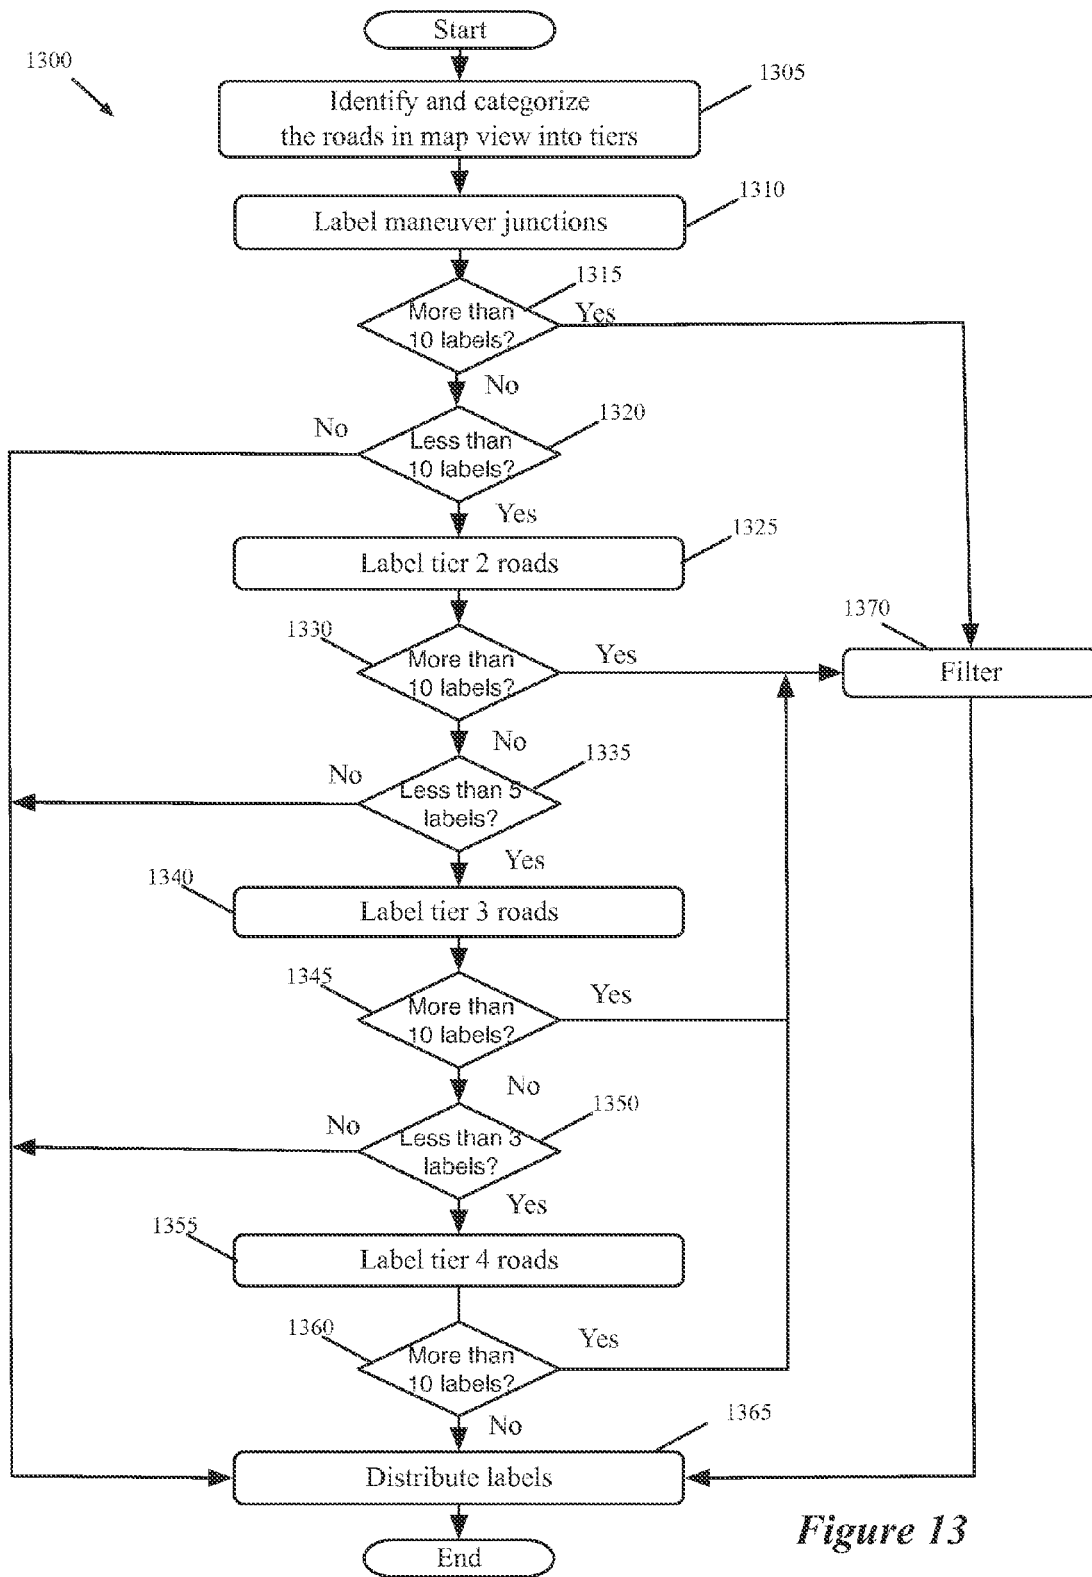 Start
1300
1305
Identify and categorize
the roads in map view into tiers
1310
Label maneuver junctions
1315
More than
10 labels?
Yes
No
1320
No
Less than
10 labels?
Yes
1325
Label tier 2 roads
1330
More than
10 labels?
Yes
1370
Filter
No
1335
No
Less than 5
labels?
Yes
1340
Label tier 3 roads
1345
More than
10 labels?
Yes
No
1350
No
Less than 3
labels?
Yes
1355
Label tier 4 roads
1360
More than
10 labels?
Yes
No
1365
Distribute labels
Figure 13
End